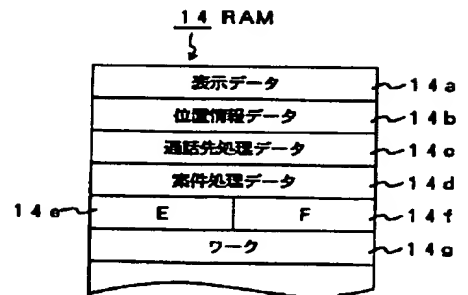 14 RAM
表示データ 14a
位置情報データ 14b
通話先処理データ 14c
案件処理データ 14d
14e E F 14f
ワーク 14g